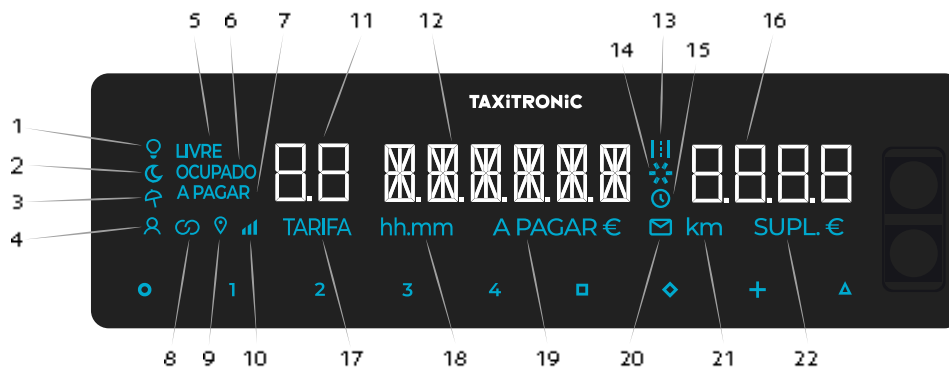 5 6 7 11 12 13 16
14 15
TAXiTRONiC
1
LIVRE
2
OCUPADO
3
A PAGAR
4
TARIFA hh.mm A PAGAR € km SUPL. €
1 2 3 4
8 9 10 17 18 19 20 21 22